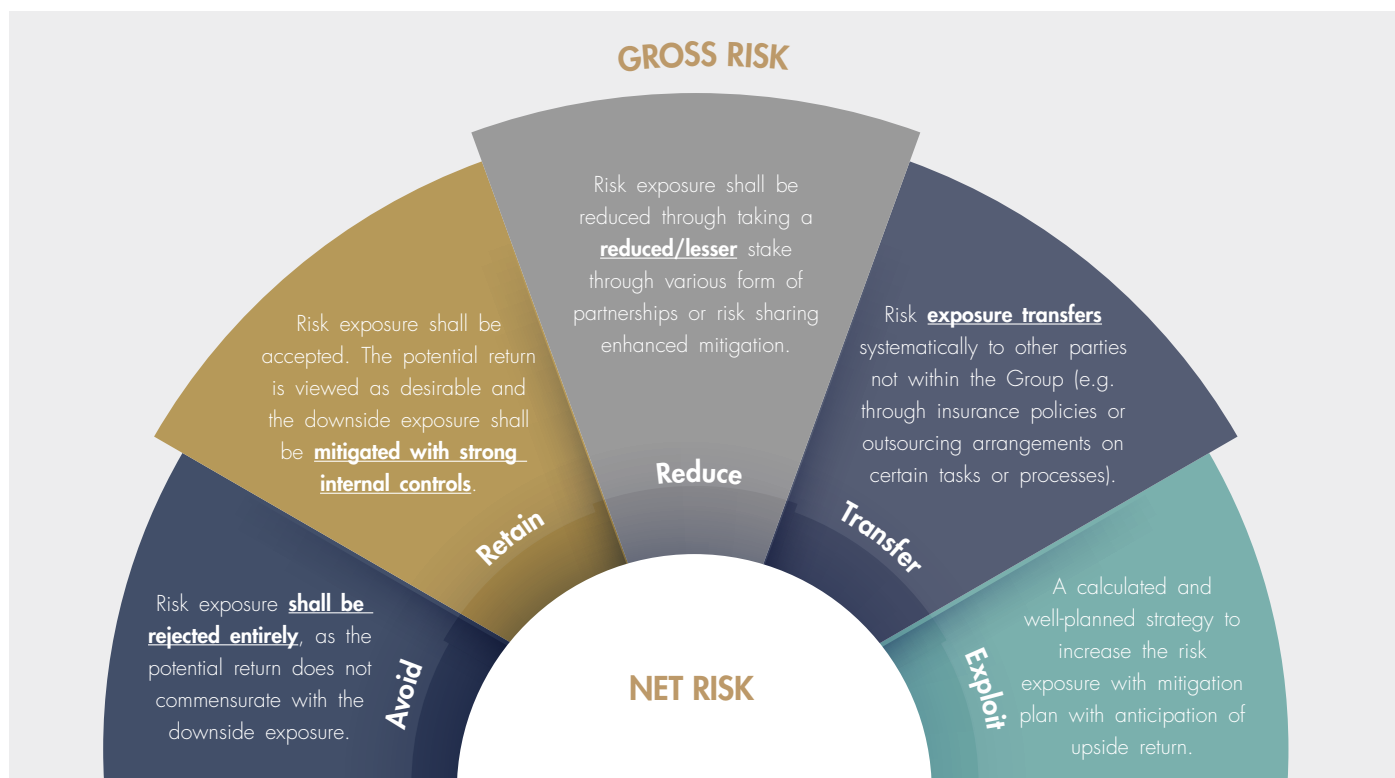 GROSS RISK
Risk exposure shall be
rejected entirely, as the
potential return does not
commensurate with the
downside exposure.
Avoid
Risk exposure shall be
accepted. The potential return
is viewed as desirable and
the downside exposure shall
be mitigated with strong
internal controls.
Retain
Risk exposure shall be
reduced through taking a
reduced/lesser stake
through various form of
partnerships or risk sharing
enhanced mitigation.
Reduce
Risk exposure transfers
systematically to other parties
not within the Group (e.g.
through insurance policies or
outsourcing arrangements on
certain tasks or processes).
Transfer
A calculated and
well-planned strategy to
increase the risk
exposure with mitigation
plan with anticipation of
upside return.
Exploit
NET RISK